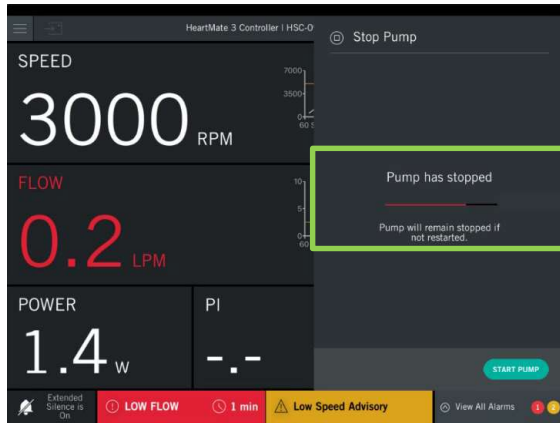 HeartMate 3 Controller | HSC-0
Stop Pump
SPEED
3000 RPM
7000
3500
0
60 S
FLOW
0.2 LPM
10
5
0
60
Pump has stopped
Pump will remain stopped if
not restarted.
POWER
1.4 W
PI
-.-
START PUMP
Extended
Silence is
On
LOW FLOW
1 min
Low Speed Advisory
View All Alarms
1
2